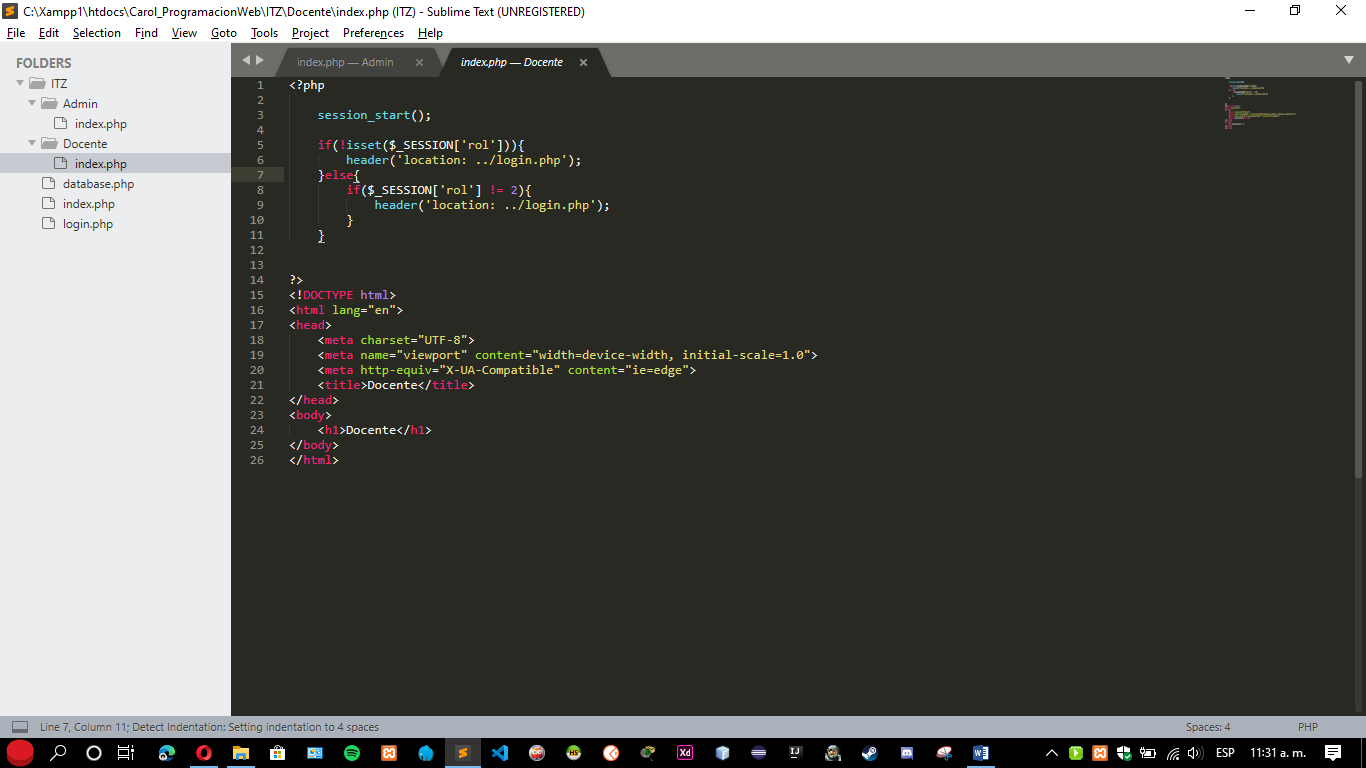 C:\Xampp1\htdocs\Carol_ProgramacionWeb\ITZ\Docente\index.php (ITZ) - Sublime Text (UNREGISTERED)
File Edit Selection Find View Goto Tools Project Preferences Help
FOLDERS
ITZ
Admin
index.php
Docente
index.php
database.php
index.php
login.php
index.php — Admin
index.php — Docente
1 <?php
2
3 session_start();
4
5 if(!isset($_SESSION['rol'])){
6 header('location: ../login.php');
7 }else{
8 if($_SESSION['rol'] != 2){
9 header('location: ../login.php');
10 }
11 }
12
13
14 ?>
15 <!DOCTYPE html>
16 <html lang="en">
17 <head>
18 <meta charset="UTF-8">
19 <meta name="viewport" content="width=device-width, initial-scale=1.0">
20 <meta http-equiv="X-UA-Compatible" content="ie=edge">
21 <title>Docente</title>
22 </head>
23 <body>
24 <h1>Docente</h1>
25 </body>
26 </html>
Line 7, Column 11; Detect Indentation: Setting indentation to 4 spaces Spaces: 4 PHP
Xd IJ ESP 11:31 a. m.